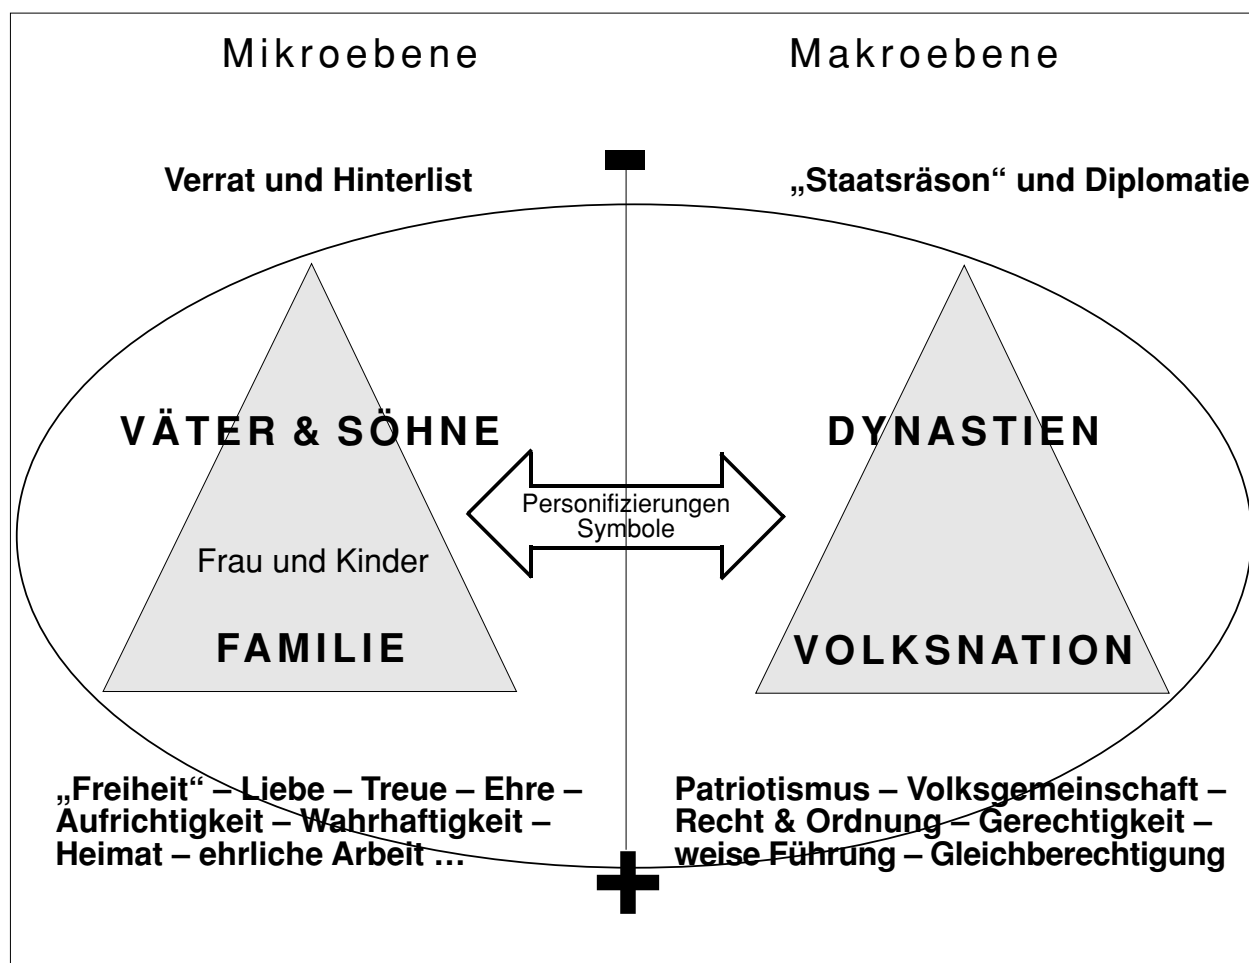 Mikroebene
Makroebene
Verrat und Hinterlist
„Staatsräson“ und Diplomatie
VÄTER & SÖHNE
DYNASTIEN
Personifizierungen
Symbole
Frau und Kinder
FAMILIE
VOLKSNATION
„Freiheit“ – Liebe – Treue – Ehre –
Aufrichtigkeit – Wahrhaftigkeit –
Heimat – ehrliche Arbeit …
Patriotismus – Volksgemeinschaft –
Recht & Ordnung – Gerechtigkeit –
weise Führung – Gleichberechtigung